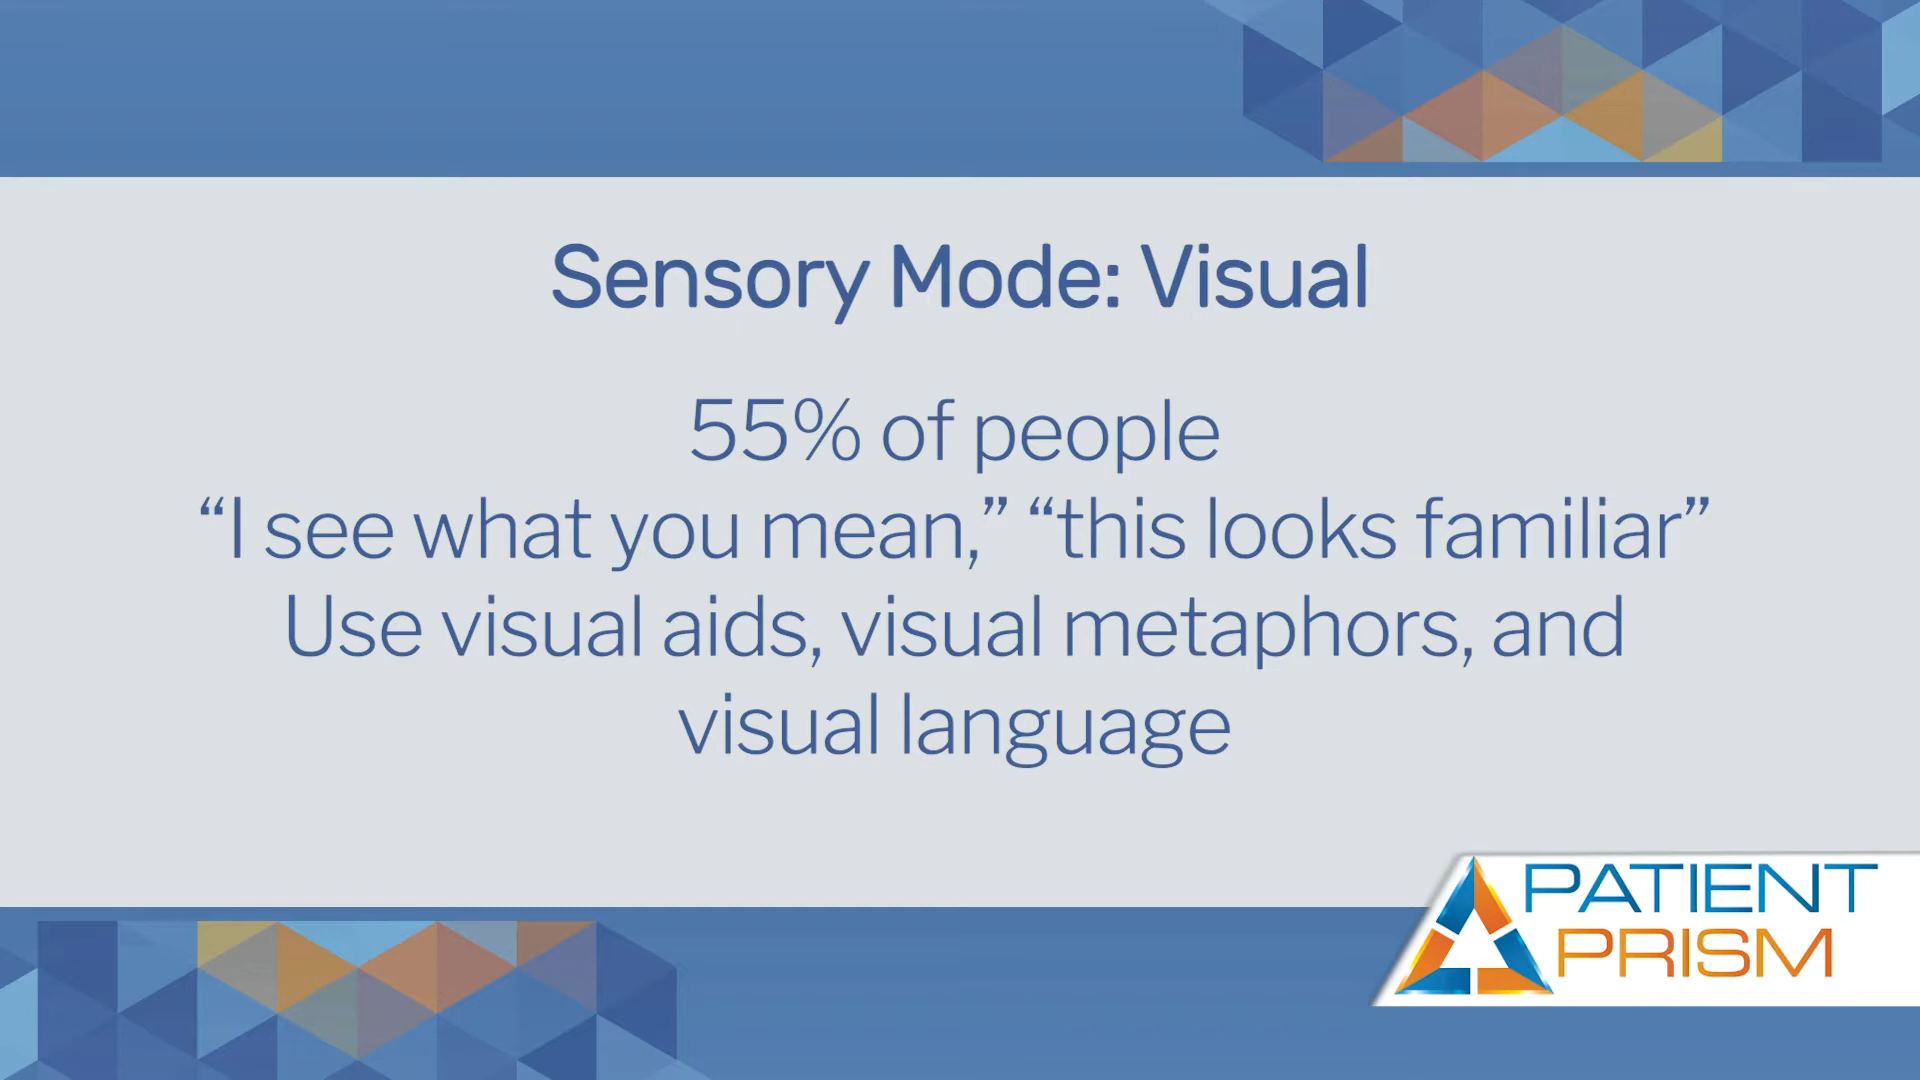 Sensory Mode: Visual
55% of people
“I see what you mean,” “this looks familiar”
Use visual aids, visual metaphors, and
visual language
PATIENT
PRISM